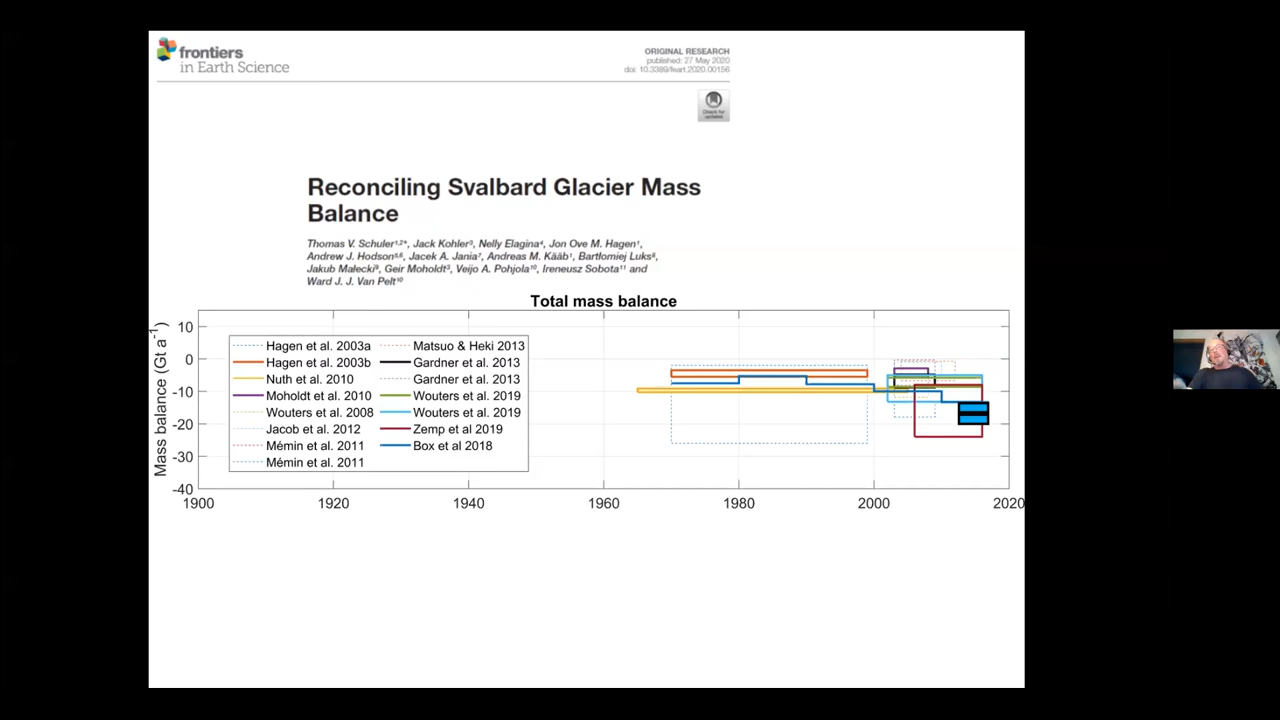 frontiers
in Earth Science
ORIGINAL RESEARCH
published: 27 May 2020
doi: 10.3389/feart.2020.00156
Check for
updates
Reconciling Svalbard Glacier Mass
Balance
Thomas V. Schuler¹,²*, Jack Kohler³, Nelly Elagina⁴, Jon Ove M. Hagen¹,
Andrew J. Hodson⁵,⁶, Jacek A. Jania⁷, Andreas M. Kääb¹, Bartłomiej Luks⁸,
Jakub Małecki⁹, Geir Moholdt³, Veijo A. Pohjola¹⁰, Ireneusz Sobota¹¹ and
Ward J. J. Van Pelt¹⁰
Total mass balance
Mass balance (Gt a⁻¹)
10
0
-10
-20
-30
-40
1900
1920
1940
1960
1980
2000
2020
Hagen et al. 2003a
Hagen et al. 2003b
Nuth et al. 2010
Moholdt et al. 2010
Wouters et al. 2008
Jacob et al. 2012
Mémin et al. 2011
Mémin et al. 2011
Matsuo & Heki 2013
Gardner et al. 2013
Gardner et al. 2013
Wouters et al. 2019
Wouters et al. 2019
Zemp et al 2019
Box et al 2018